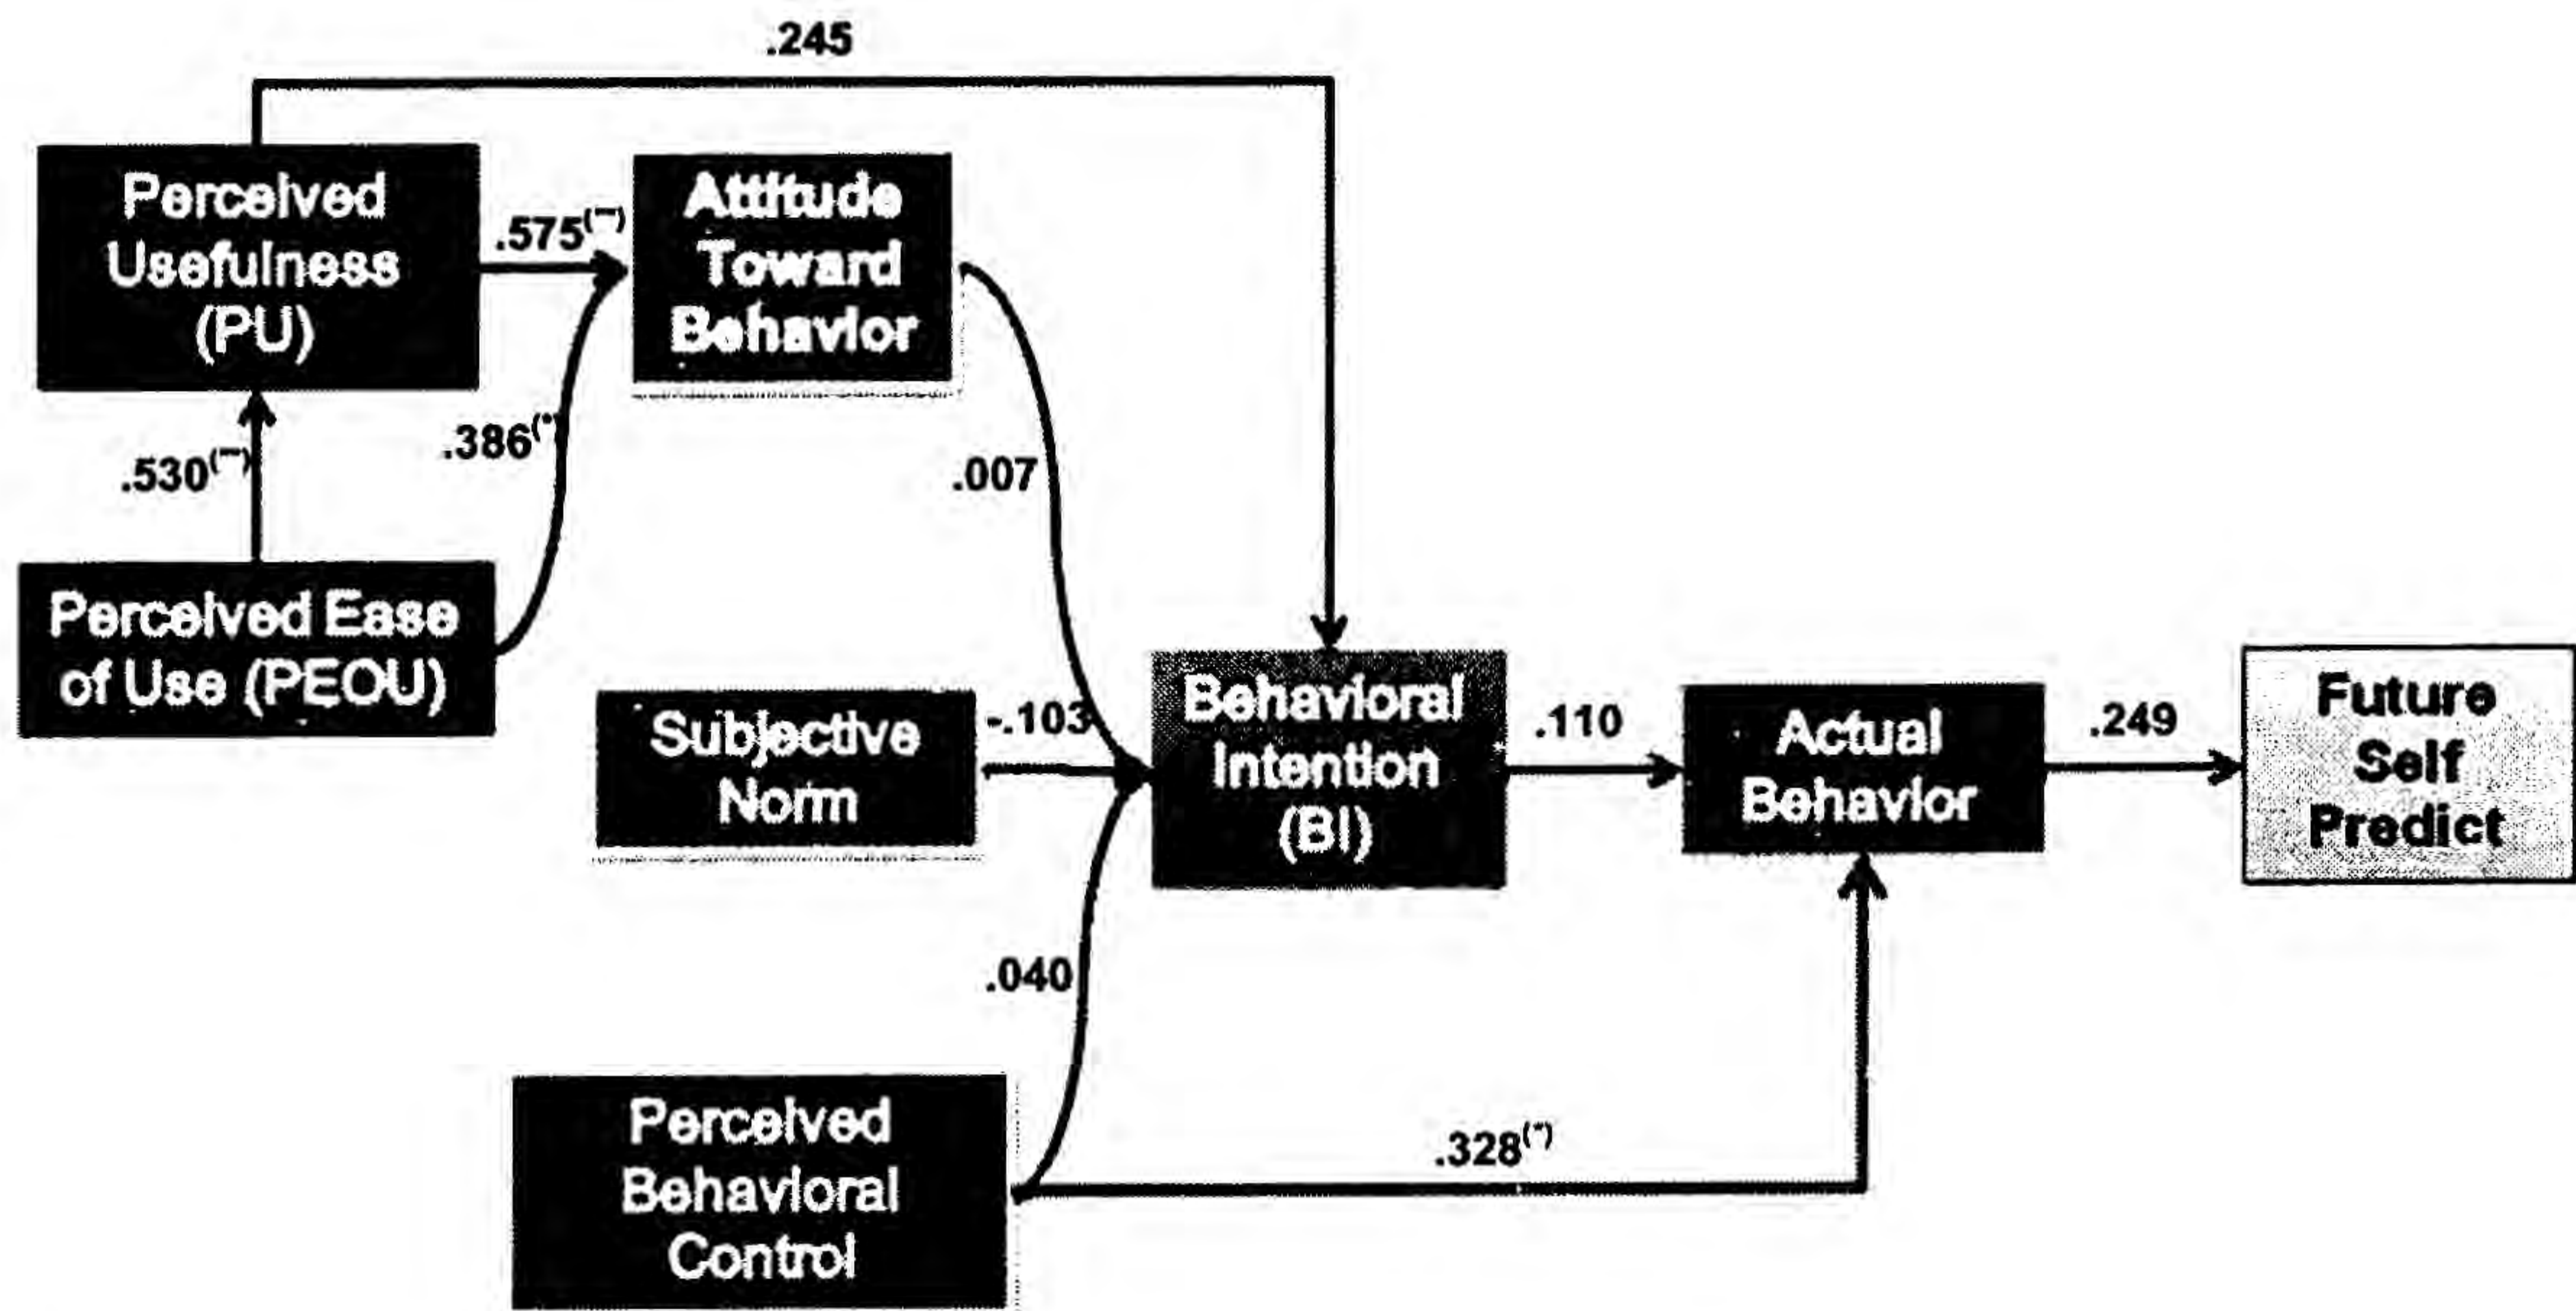 .245
Perceived
Usefulness
(PU)
.575
Attitude
Toward
Behavior
.386(*)
.530
.007
Perceived Ease
of Use (PEOU)
Subjective
Norm
-.103
Behavioral
Intention
(BI)
.110
Actual
Behavior
.249
Future
Self
Predict
.040
.328(*)
Perceived
Behavioral
Control